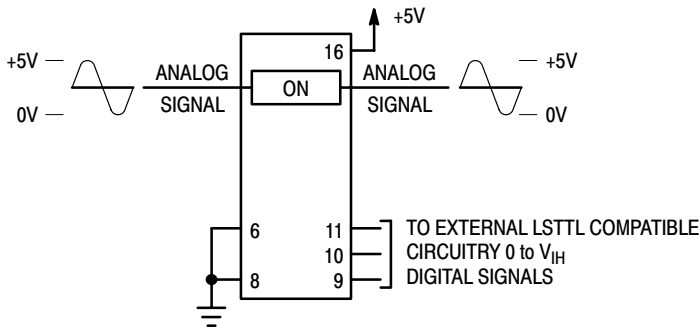 +5V
16
+5V
ANALOG
SIGNAL
ON
ANALOG
SIGNAL
+5V
0V
0V
6
11
TO EXTERNAL LSTTL COMPATIBLE
10
CIRCUITRY 0 to VIH
8
9
DIGITAL SIGNALS